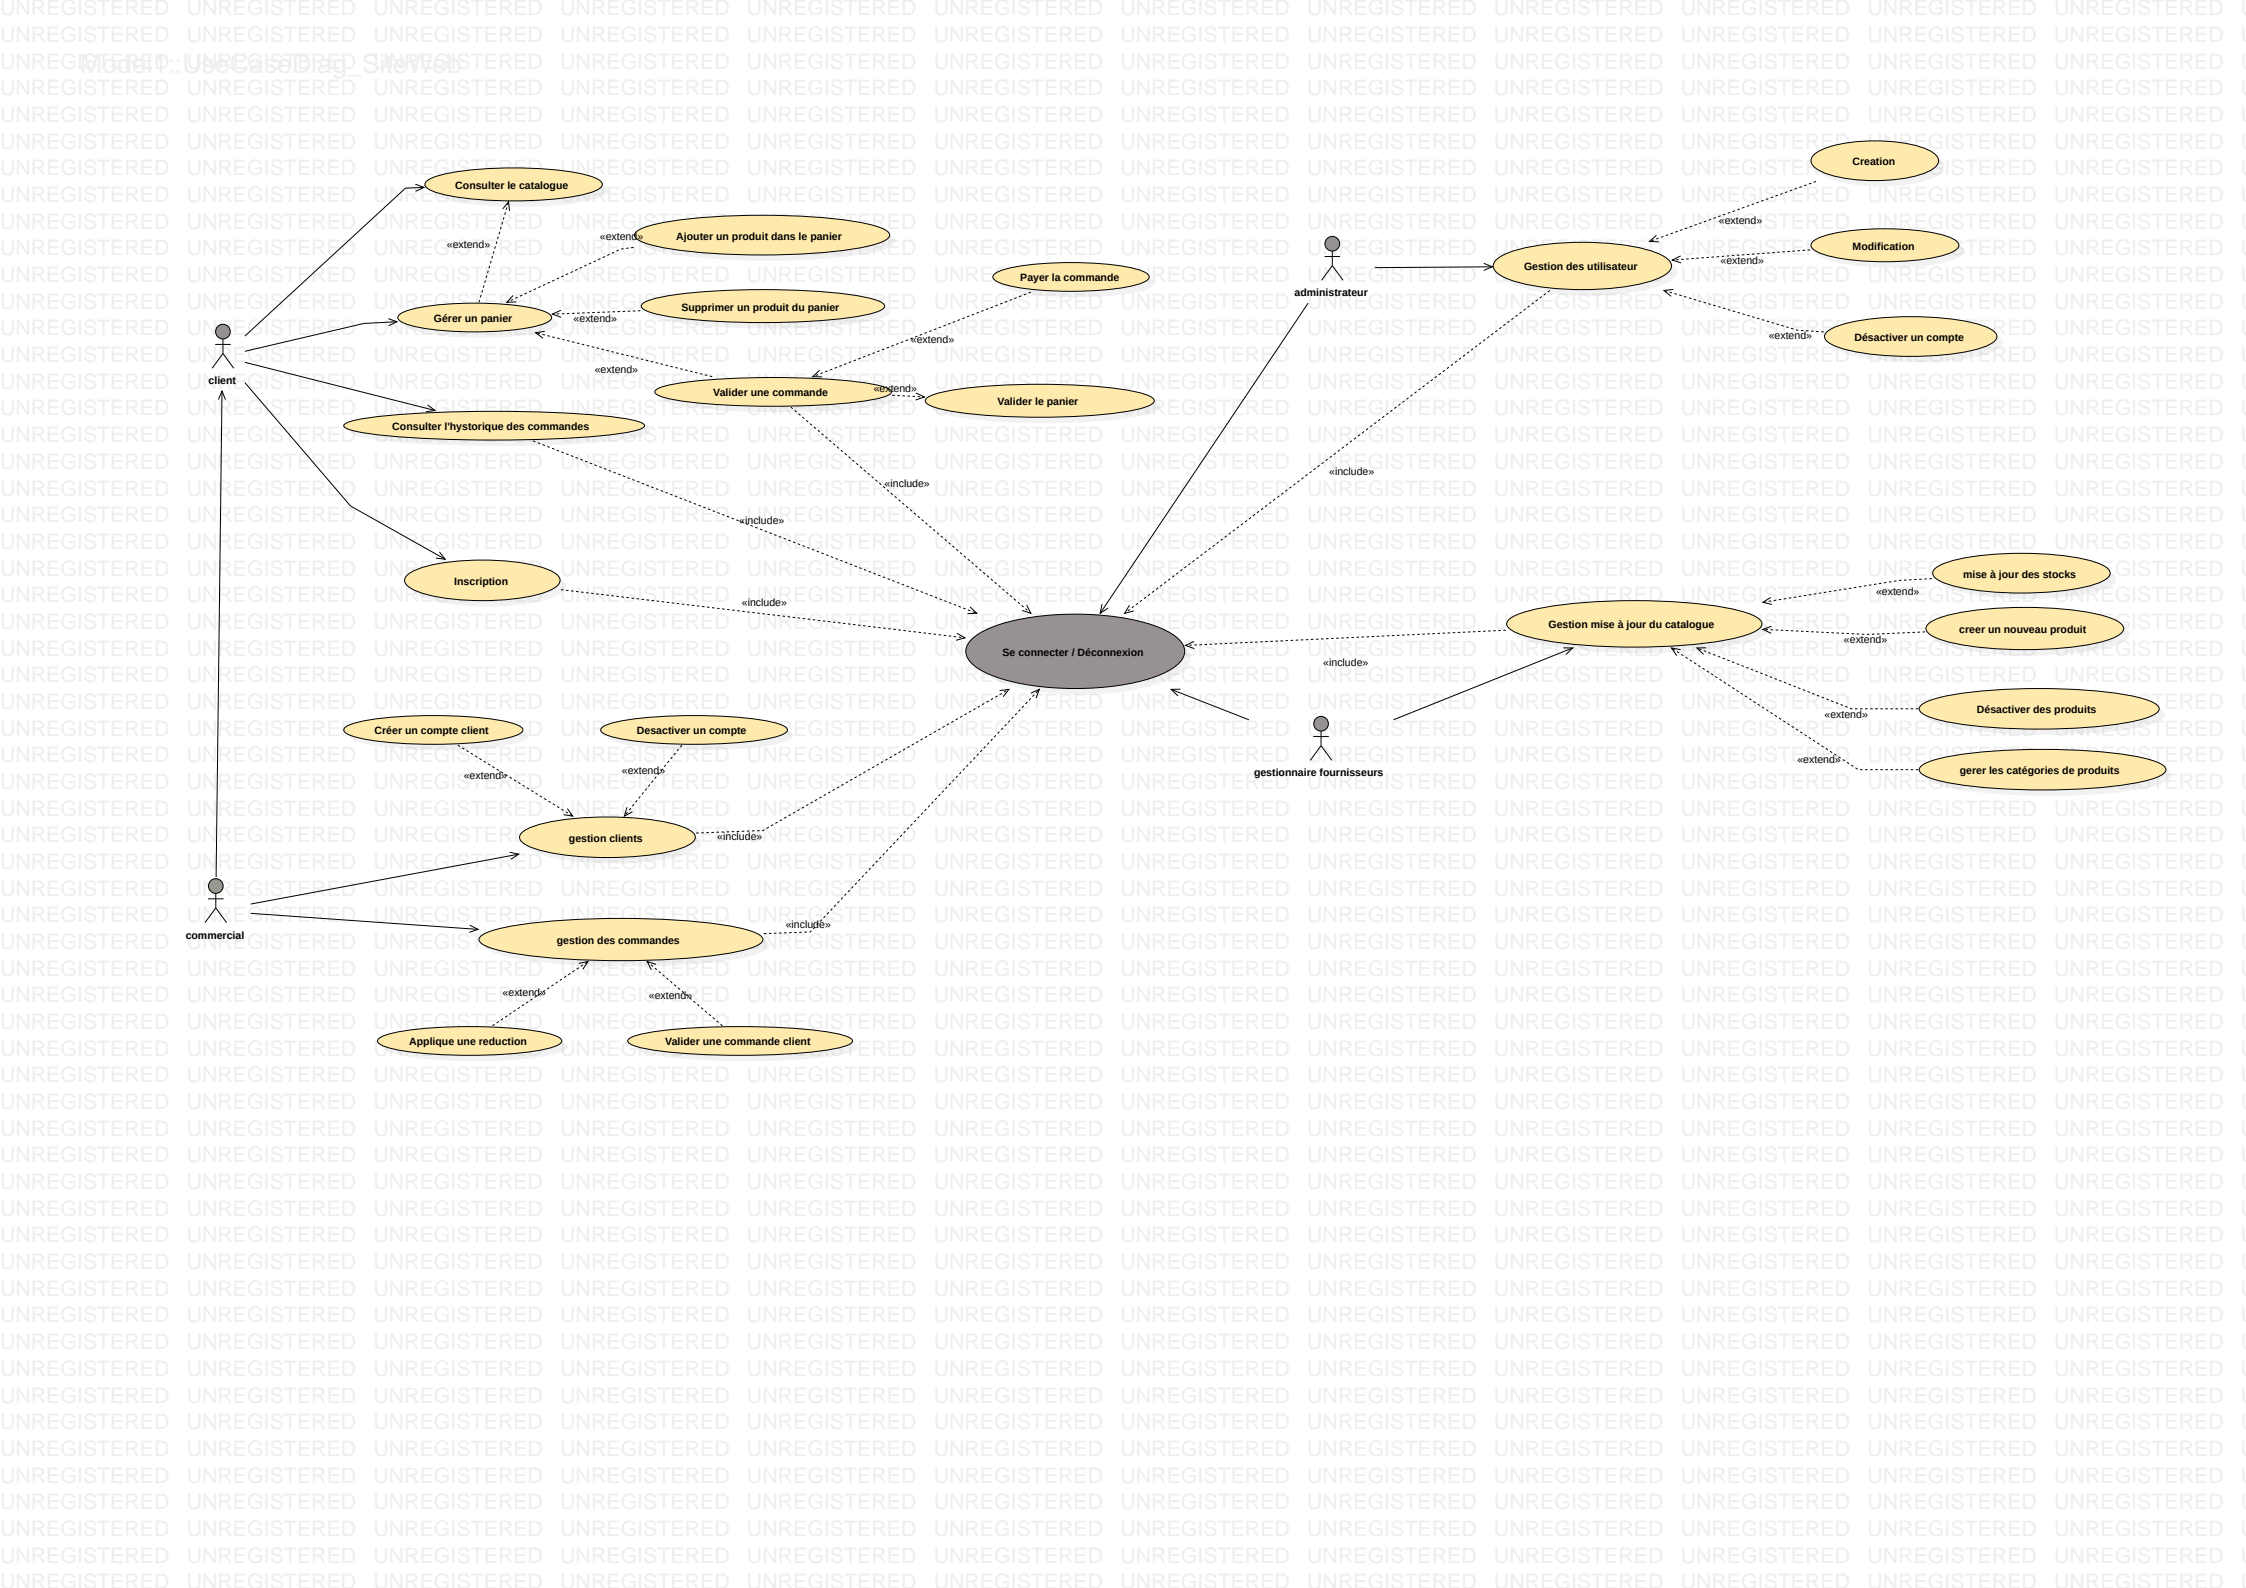 Model1::UseCaseDiag_SiteWeb
UNREGISTERED
Creation
Consulter le catalogue
«extend»
Ajouter un produit dans le panier
«extend»
«extend»
Modification
«extend»
Gestion des utilisateur
administrateur
Payer la commande
Supprimer un produit du panier
Gérer un panier
«extend»
«extend»
Désactiver un compte
«extend»
«extend»
client
Valider une commande
«extend»
Valider le panier
Consulter l'hystorique des commandes
«include»
«include»
«include»
Inscription
«include»
mise à jour des stocks
«extend»
Gestion mise à jour du catalogue
creer un nouveau produit
«extend»
Se connecter / Déconnexion
«include»
Désactiver des produits
«extend»
Créer un compte client
Desactiver un compte
«extend»
gerer les catégories de produits
gestionnaire fournisseurs
«extend»
«extend»
gestion clients
«include»
commercial
«include»
gestion des commandes
«extend»
«extend»
Applique une reduction
Valider une commande client